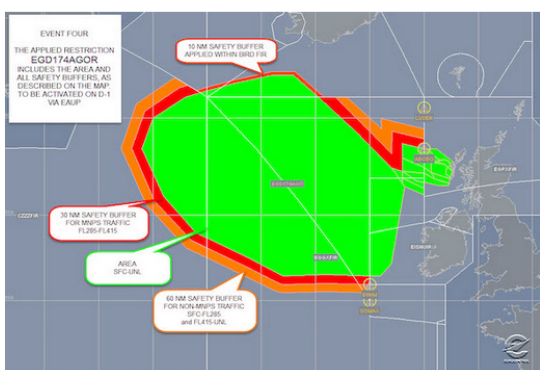 EVENT FOUR
THE APPLIED RESTRICTION
EGD174AGOR
INCLUDES THE AREA AND
ALL SAFETY BUFFERS, AS
DESCRIBED ON THE MAP.
TO BE ACTIVATED ON D-1
VIA EAUP
10 NM SAFETY BUFFER
APPLIED WITHIN BIRD FIR
EGD174AGO
30 NM SAFETY BUFFER
FOR MNPS TRAFFIC
FL285-FL415
AREA
SFC-UNL
60 NM SAFETY BUFFER
FOR NON-MNPS TRAFFIC
SFC-FL285
and FL415-UNL